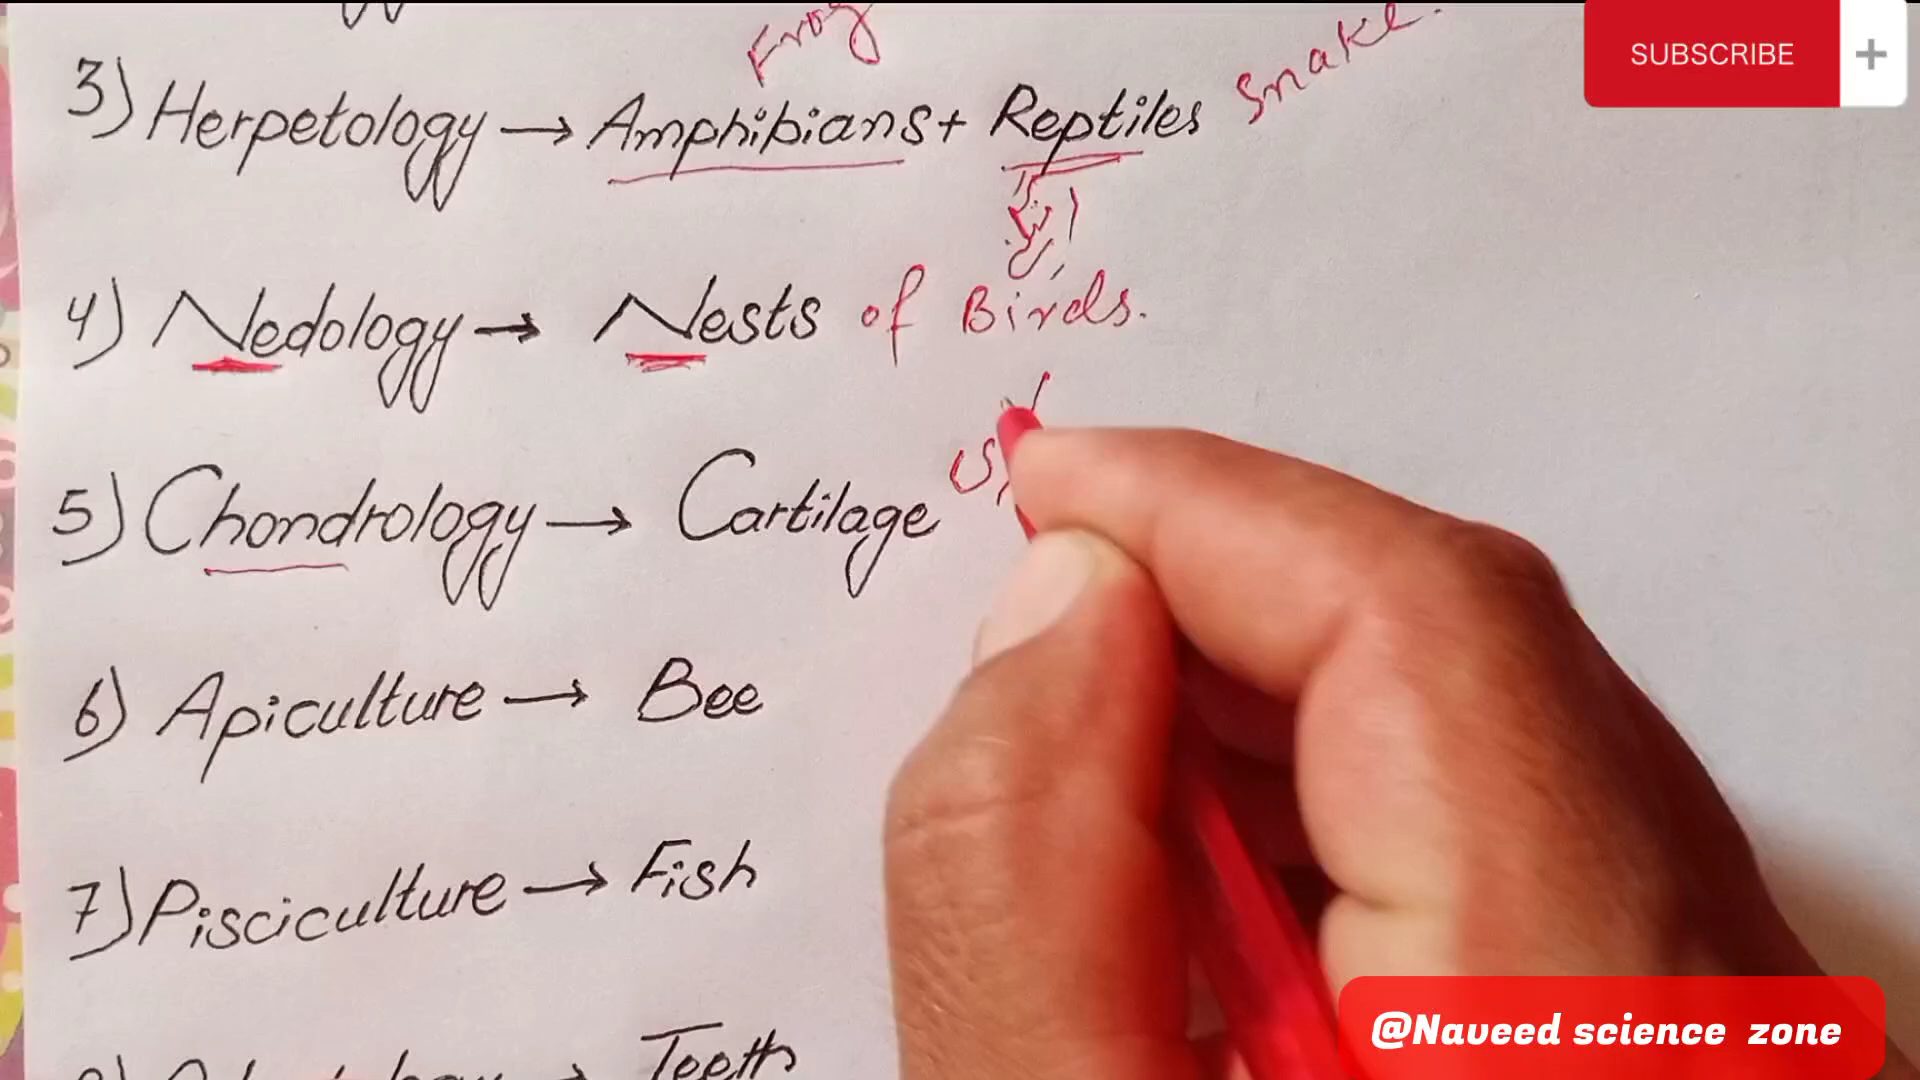 Frog
Snake.
SUBSCRIBE +
3) Herpetology → Amphibians + Reptiles
4) Nedology → Nests of Birds.
5) Chondrology → Cartilage
6) Apiculture → Bee
7) Pisciculture → Fish
Teeth
@Naveed science zone